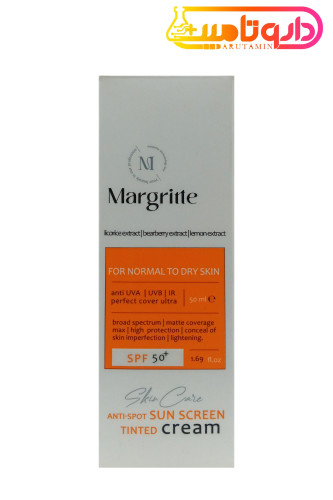 داروتامین
DARUTAMIN
M
Margritte
licorice extract | bearberry extract | lemon extract
FOR NORMAL TO DRY SKIN
anti UVA | UVB | IR
perfect cover ultra
50 ml e
broad spectrum | matte coverage
max | high protection | conceal of
skin imperfection | lightening.
SPF 50+
1.69 fl.oz
Skin Care
ANTI-SPOT SUN SCREEN
TINTED cream